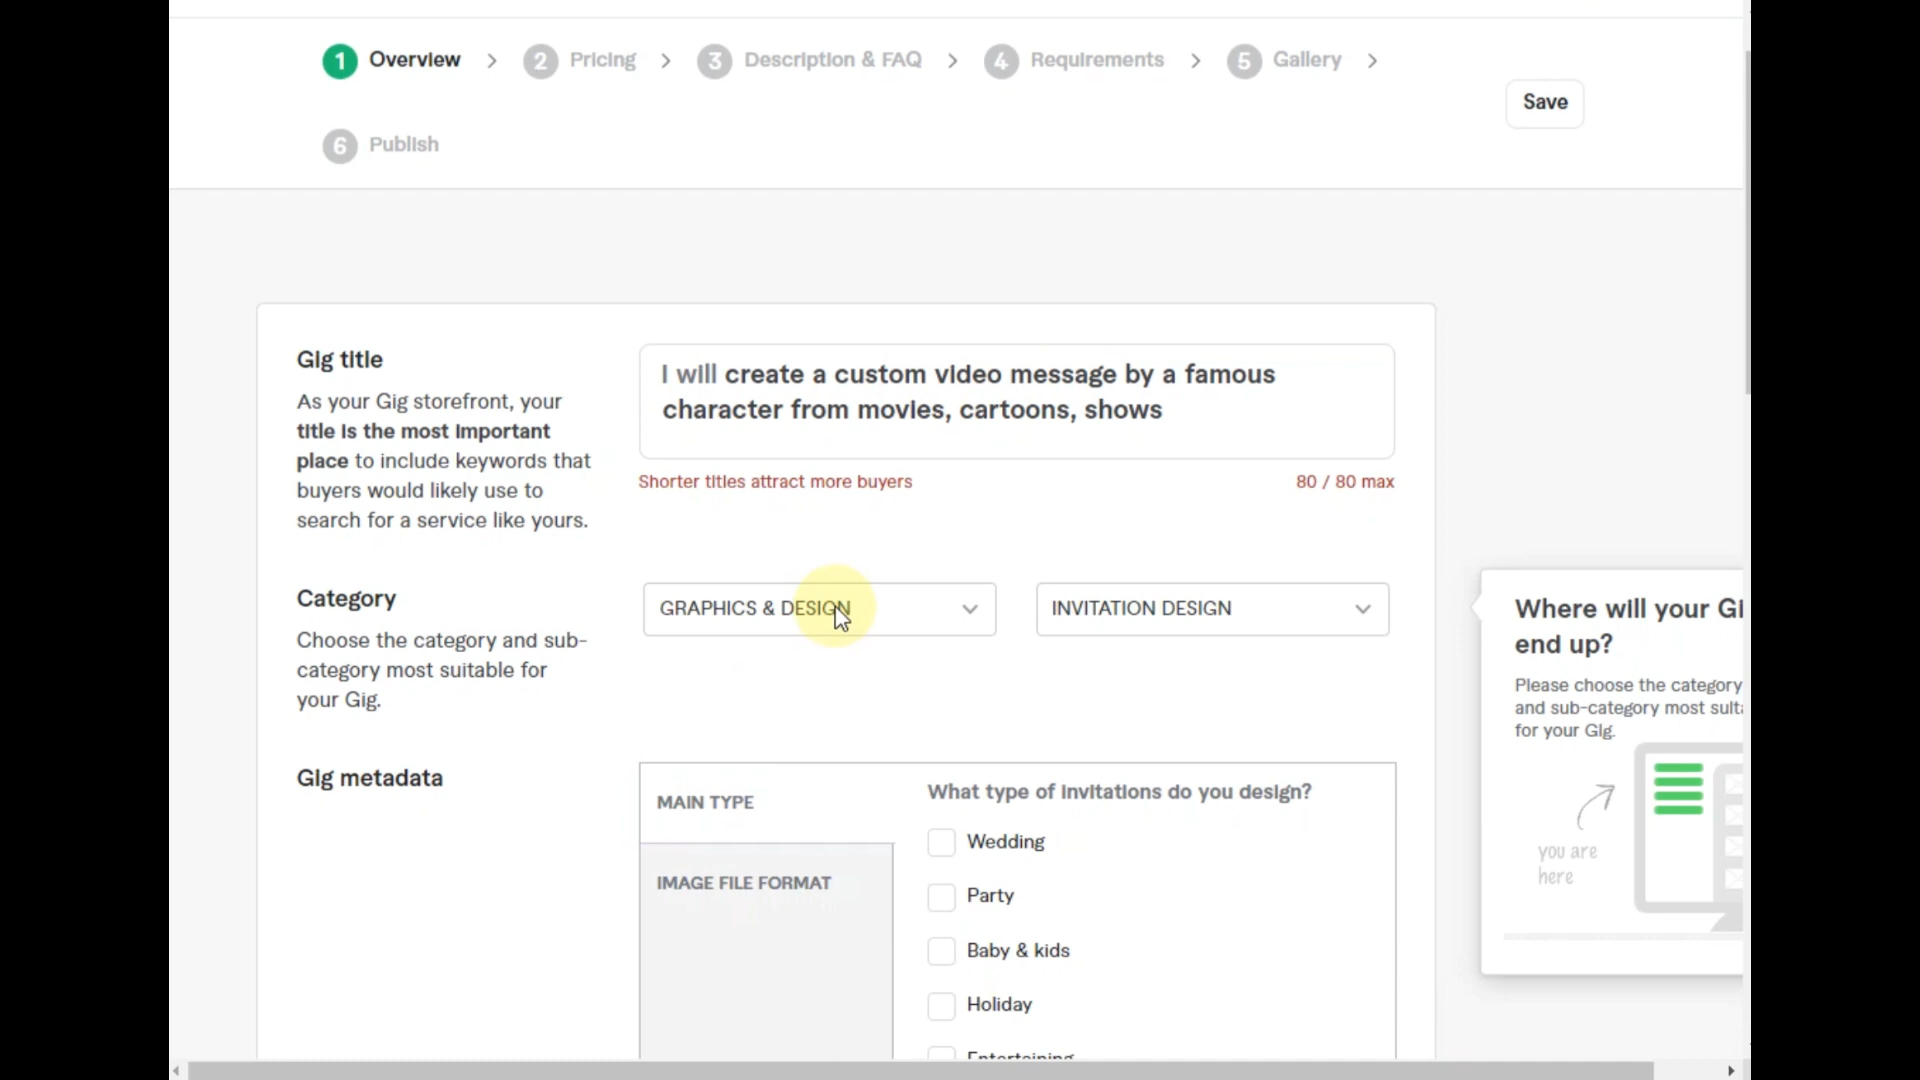 1 Overview > 2 Pricing > 3 Description & FAQ > 4 Requirements > 5 Gallery >
Save
6 Publish
Gig title
As your Gig storefront, your
title is the most important
place to include keywords that
buyers would likely use to
search for a service like yours.
I will create a custom video message by a famous
character from movies, cartoons, shows
Shorter titles attract more buyers
80 / 80 max
Category
Choose the category and sub-
category most suitable for
your Gig.
GRAPHICS & DESIGN
INVITATION DESIGN
Where will your Gi
end up?
Please choose the category
and sub-category most suita
for your Gig.
you are
here
Gig metadata
MAIN TYPE
IMAGE FILE FORMAT
What type of invitations do you design?
Wedding
Party
Baby & kids
Holiday
Entertaining